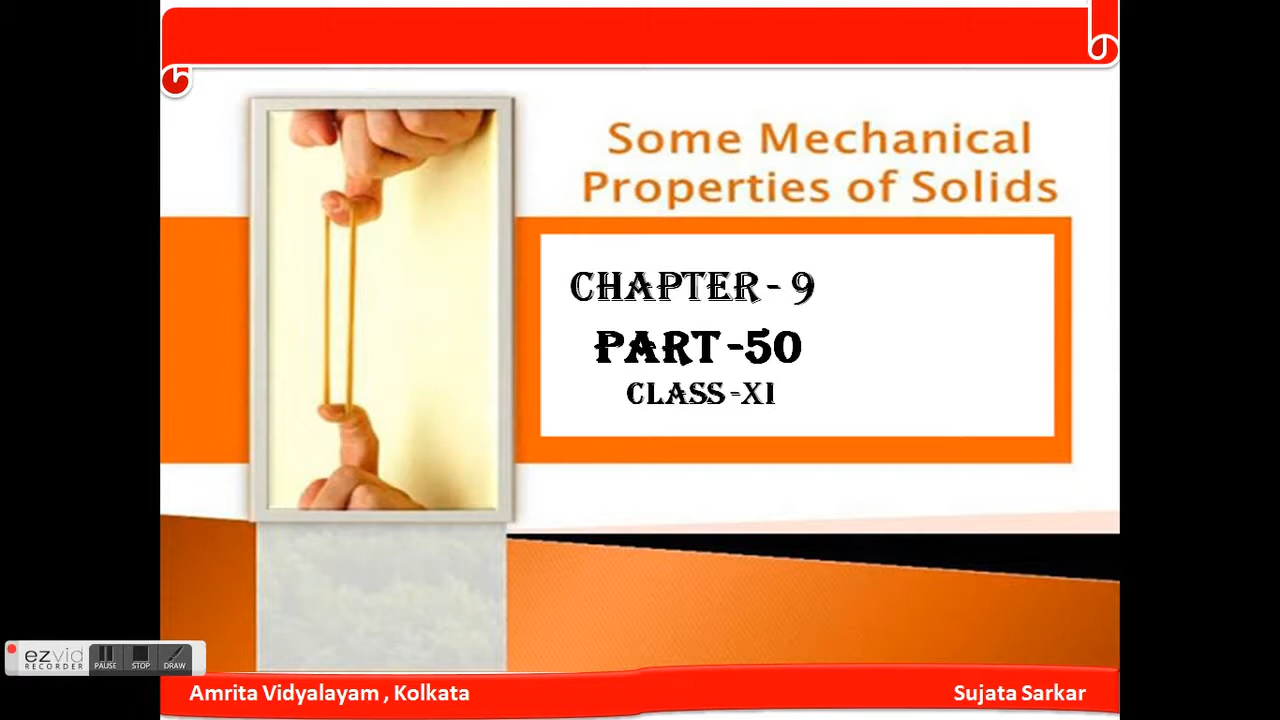 Some Mechanical
Properties of Solids
CHAPTER - 9
PART -50
CLASS -XI
ezvid
RECORDER
PAUSE
STOP
DRAW
Amrita Vidyalayam , Kolkata
Sujata Sarkar